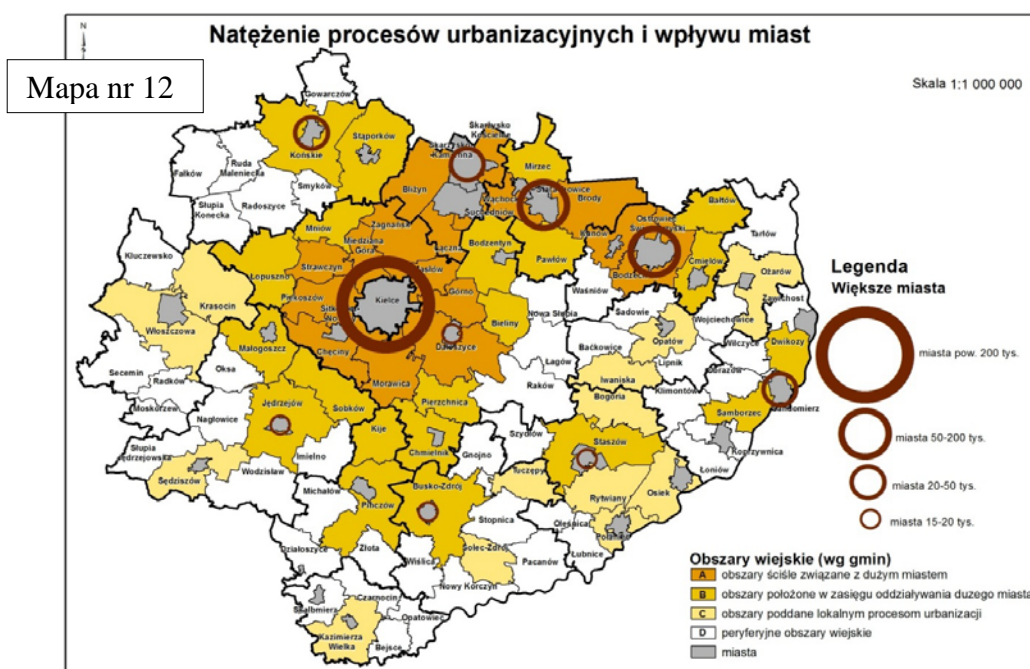 Natężenie procesów urbanizacyjnych i wpływu miast
N
Mapa nr 12
Skala 1:1 000 000
Gowarczów
Końskie
Stąporków
Skarżysko
Kościelne
Skarżysko
Kamienna
Mirzec
Fałków
Ruda
Maleniecka
Smyków
Bliżyn
Wąchock
Starachowice
Brody
Słupia
Konecka
Radoszyce
Suchedniów
Bałtów
Mniów
Zagnańsk
Miedziana
Góra
Łączna
Bodzentyn
Pawłów
Kunów
Ostrowiec
Świętokrzyski
Tarłów
Kluczewsko
Łopuszno
Strawczyn
Masłów
Górno
Bodzechów
Ćmielów
Ożarów
Krasocin
Piekoszów
Kielce
Bieliny
Waśniów
Sadowie
Wojciechowice
Zawichost
Włoszczowa
Sitkówka
Nowiny
Nowa Słupia
Małogoszcz
Chęciny
Daleszyce
Baćkowice
Opatów
Wilczyce
Dwikozy
Secemin
Radków
Oksa
Morawica
Łagów
Lipnik
Obrazów
Moskorzew
Raków
Iwaniska
Klimontów
Sandomierz
Nagłowice
Jędrzejów
Sobków
Pierzchnica
Bogoria
Samborzec
Słupia
Jędrzejowska
Imielno
Kije
Chmielnik
Gnojno
Szydłów
Staszów
Koprzywnica
Łoniów
Sędziszów
Wodzisław
Michałów
Pińczów
Busko-Zdrój
Tuczępy
Rytwiany
Osiek
Działoszyce
Złota
Wiślica
Stopnica
Solec-Zdrój
Oleśnica
Połaniec
Pacanów
Łubnice
Nowy Korczyn
Skalbmierz
Czarnocin
Opatowiec
Kazimierza
Wielka
Bejsce
Legenda
Większe miasta
miasta pow. 200 tys.
miasta 50-200 tys.
miasta 20-50 tys.
miasta 15-20 tys.
Obszary wiejskie (wg gmin)
A obszary ściśle związane z dużym miastem
B obszary położone w zasięgu oddziaływania duzego miasta
C obszary poddane lokalnym procesom urbanizacji
D peryferyjne obszary wiejskie
miasta